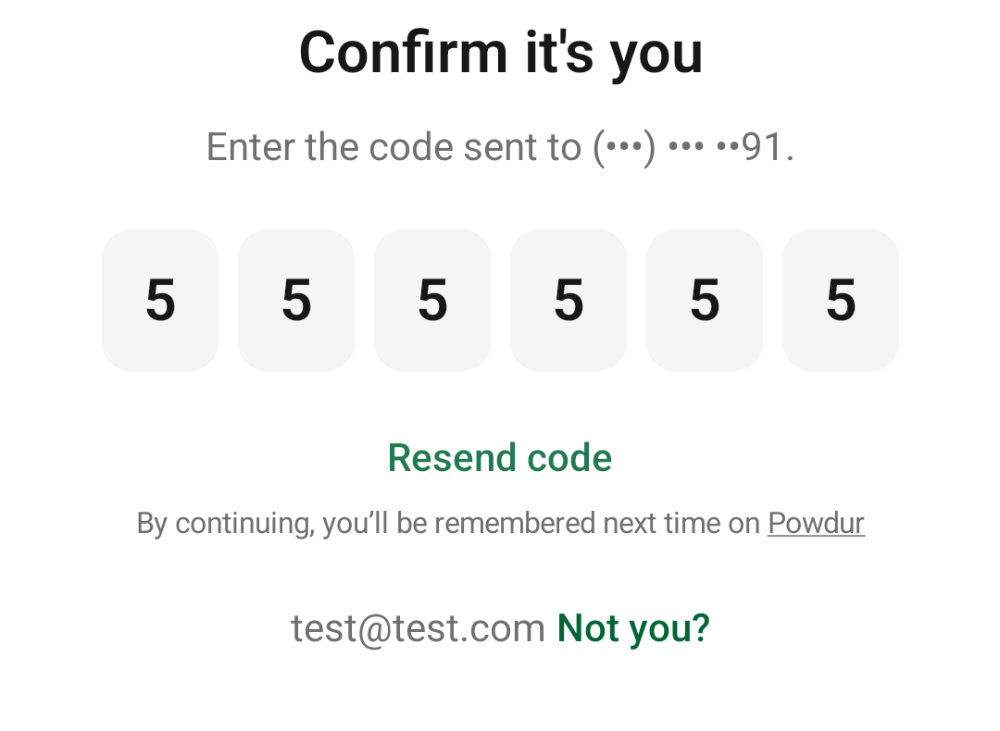 Confirm it's you
Enter the code sent to (•••) ••• ••91.
5 5 5 5 5 5
Resend code
By continuing, you’ll be remembered next time on Powdur
test@test.com Not you?